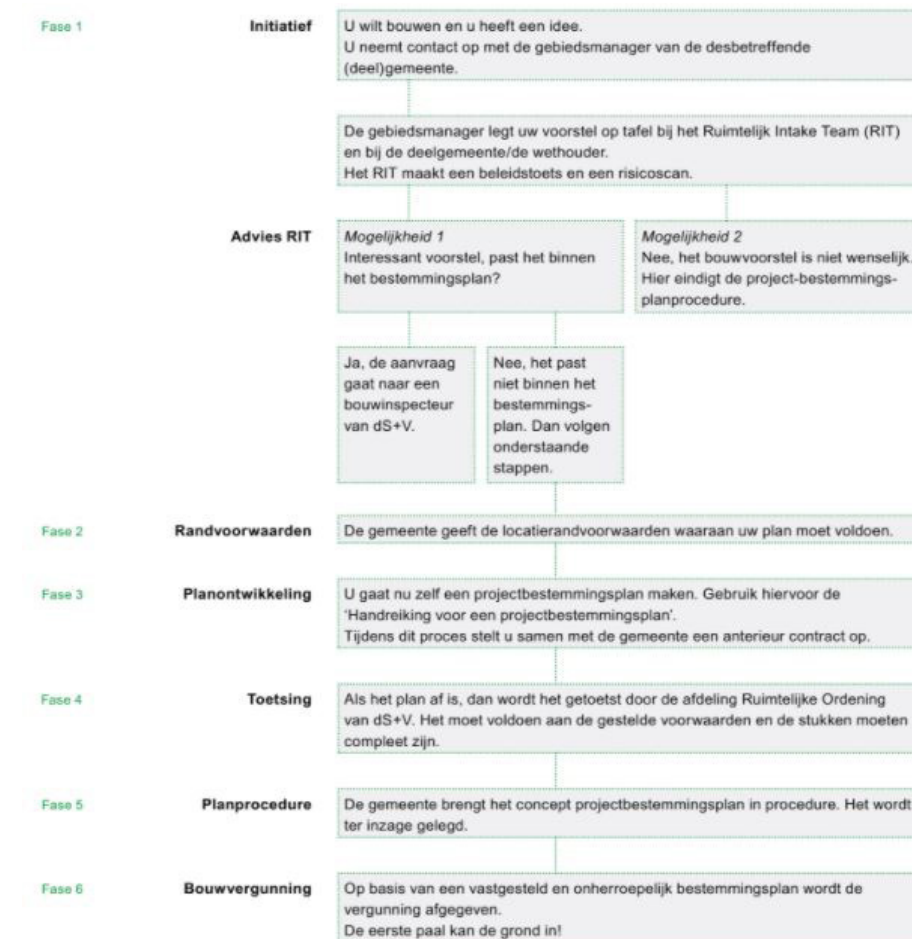 Fase 1
Initiatief
U wilt bouwen en u heeft een idee.
U neemt contact op met de gebiedsmanager van de desbetreffende
(deel)gemeente.
De gebiedsmanager legt uw voorstel op tafel bij het Ruimtelijk Intake Team (RIT)
en bij de deelgemeente/de wethouder.
Het RIT maakt een beleidstoets en een risicoscan.
Advies RIT
Mogelijkheid 1
Interessant voorstel, past het binnen
het bestemmingsplan?
Mogelijkheid 2
Nee, het bouwvoorstel is niet wenselijk.
Hier eindigt de project-bestemmings-
planprocedure.
Ja, de aanvraag
gaat naar een
bouwinspecteur
van dS+V.
Nee, het past
niet binnen het
bestemmings-
plan. Dan volgen
onderstaande
stappen.
Fase 2
Randvoorwaarden
De gemeente geeft de locatierandvoorwaarden waaraan uw plan moet voldoen.
Fase 3
Planontwikkeling
U gaat nu zelf een projectbestemmingsplan maken. Gebruik hiervoor de
'Handreiking voor een projectbestemmingsplan'.
Tijdens dit proces stelt u samen met de gemeente een anterieur contract op.
Fase 4
Toetsing
Als het plan af is, dan wordt het getoetst door de afdeling Ruimtelijke Ordening
van dS+V. Het moet voldoen aan de gestelde voorwaarden en de stukken moeten
compleet zijn.
Fase 5
Planprocedure
De gemeente brengt het concept projectbestemmingsplan in procedure. Het wordt
ter inzage gelegd.
Fase 6
Bouwvergunning
Op basis van een vastgesteld en onherroepelijk bestemmingsplan wordt de
vergunning afgegeven.
De eerste paal kan de grond in!